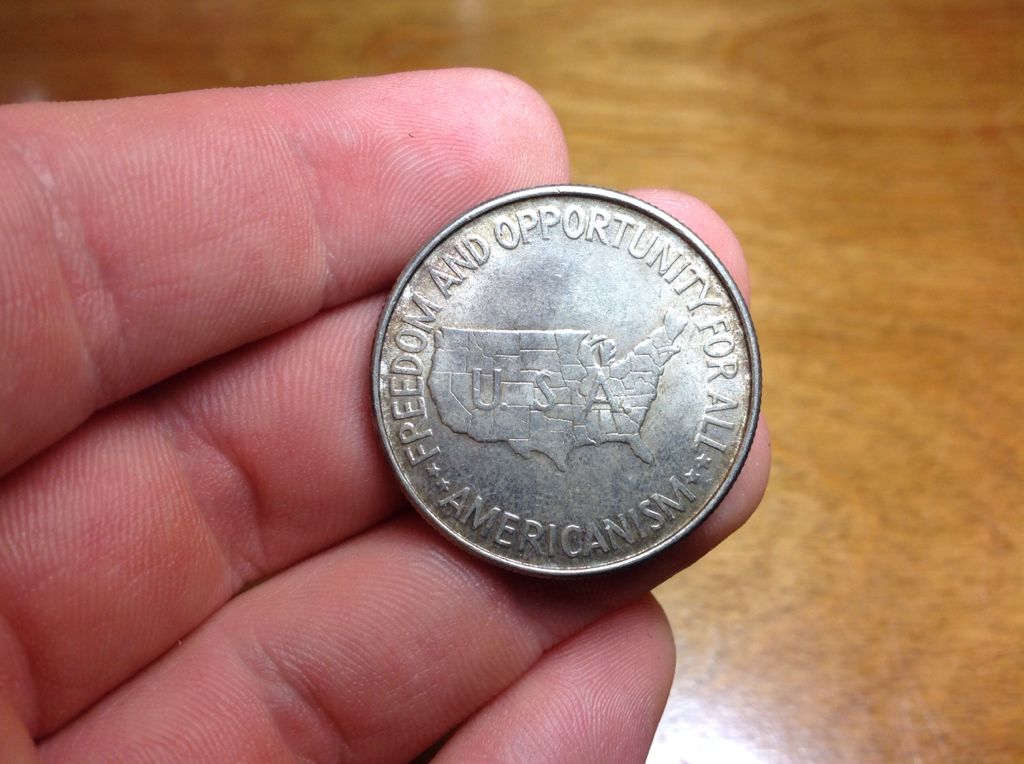 FREEDOM AND OPPORTUNITY FOR ALL
U.S.A.
AMERICANISM